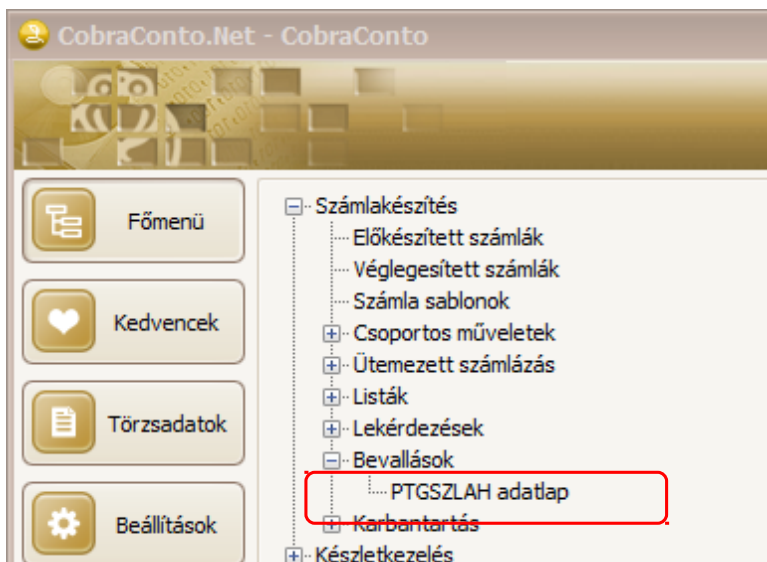 CobraConto.Net - CobraConto
Főmenü
Kedvencek
Törzsadatok
Beállítások
Számlakészítés
Előkészített számlák
Véglegesített számlák
Számla sablonok
Csoportos műveletek
Ütemezett számlázás
Listák
Lekérdezések
Bevallások
PTGSZLAH adatlap
Karbantartás
Készletkezelés